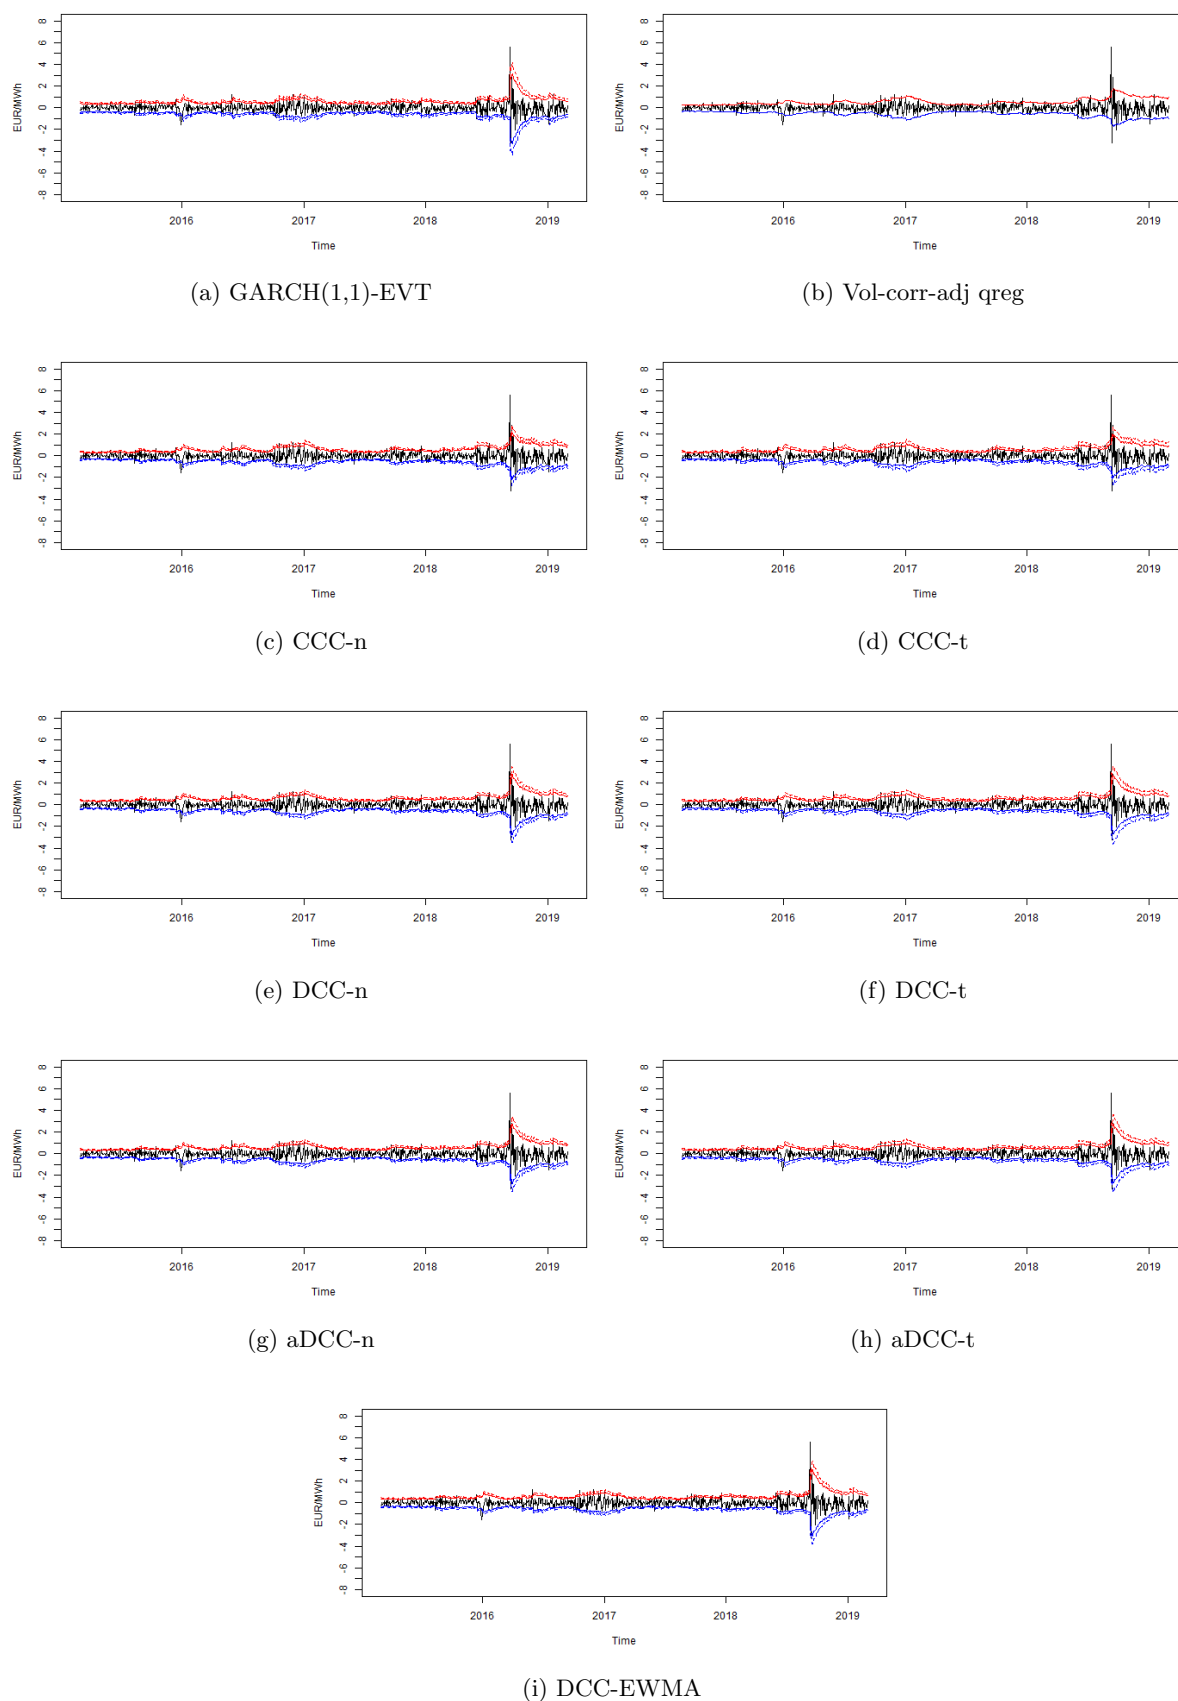 8 6 4 2 0 -2 -4 -6 -8
EUR/MWh
2016 2017 2018 2019
Time
(a) GARCH(1,1)-EVT
8 6 4 2 0 -2 -4 -6 -8
EUR/MWh
2016 2017 2018 2019
Time
(b) Vol-corr-adj qreg
8 6 4 2 0 -2 -4 -6 -8
EUR/MWh
2016 2017 2018 2019
Time
(c) CCC-n
8 6 4 2 0 -2 -4 -6 -8
EUR/MWh
2016 2017 2018 2019
Time
(d) CCC-t
8 6 4 2 0 -2 -4 -6 -8
EUR/MWh
2016 2017 2018 2019
Time
(e) DCC-n
8 6 4 2 0 -2 -4 -6 -8
EUR/MWh
2016 2017 2018 2019
Time
(f) DCC-t
8 6 4 2 0 -2 -4 -6 -8
EUR/MWh
2016 2017 2018 2019
Time
(g) aDCC-n
8 6 4 2 0 -2 -4 -6 -8
EUR/MWh
2016 2017 2018 2019
Time
(h) aDCC-t
8 6 4 2 0 -2 -4 -6 -8
EUR/MWh
2016 2017 2018 2019
Time
(i) DCC-EWMA